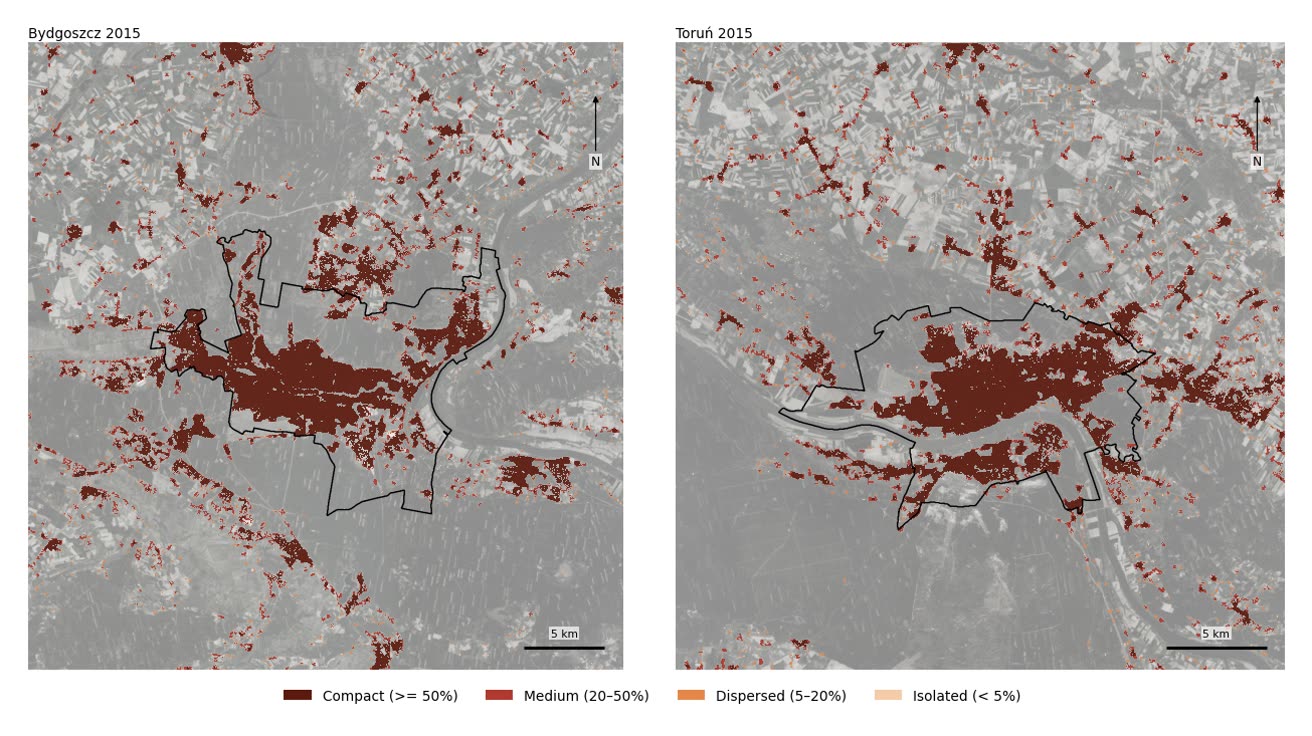 Bydgoszcz 2015
Toruń 2015
N
N
5 km
5 km
Compact (>= 50%)
Medium (20–50%)
Dispersed (5–20%)
Isolated (< 5%)